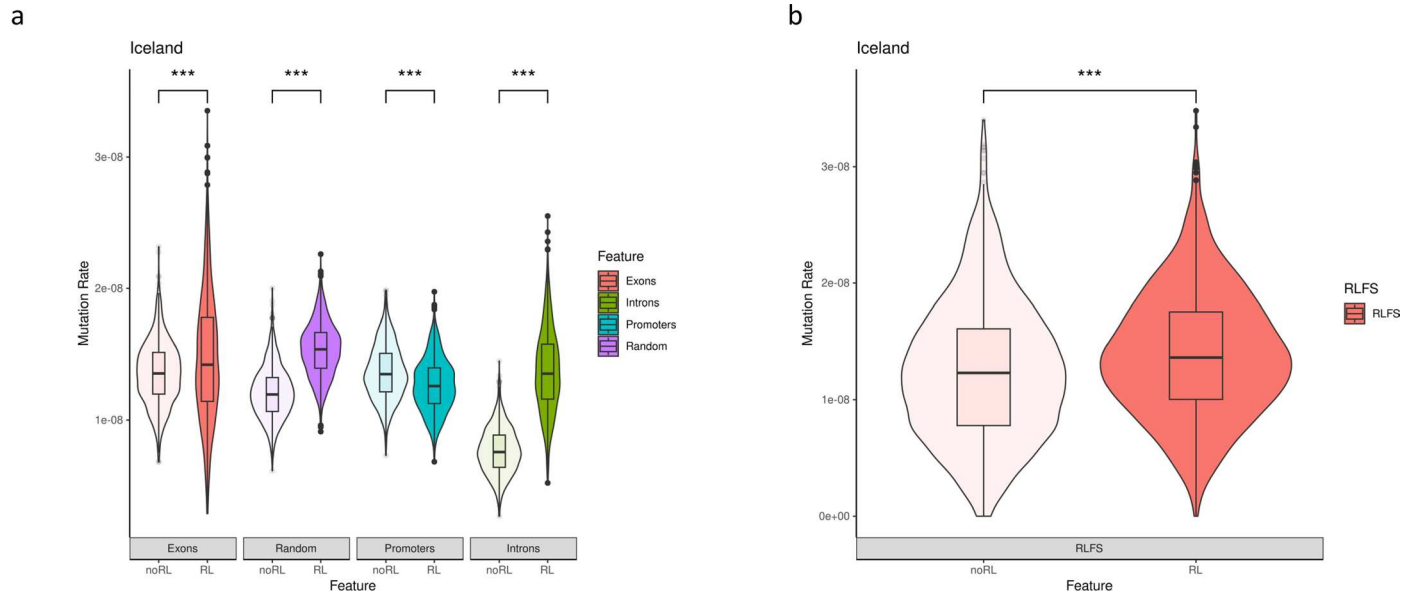 a
Iceland
*** *** *** ***
3e-08
2e-08
1e-08
Mutation Rate
Exons Random Promoters Introns
noRL RL noRL RL noRL RL noRL RL
Feature
Feature
Exons
Introns
Promoters
Random
b
Iceland
***
3e-08
2e-08
1e-08
0e+00
Mutation Rate
RLFS
noRL RL
Feature
RLFS
RLFS